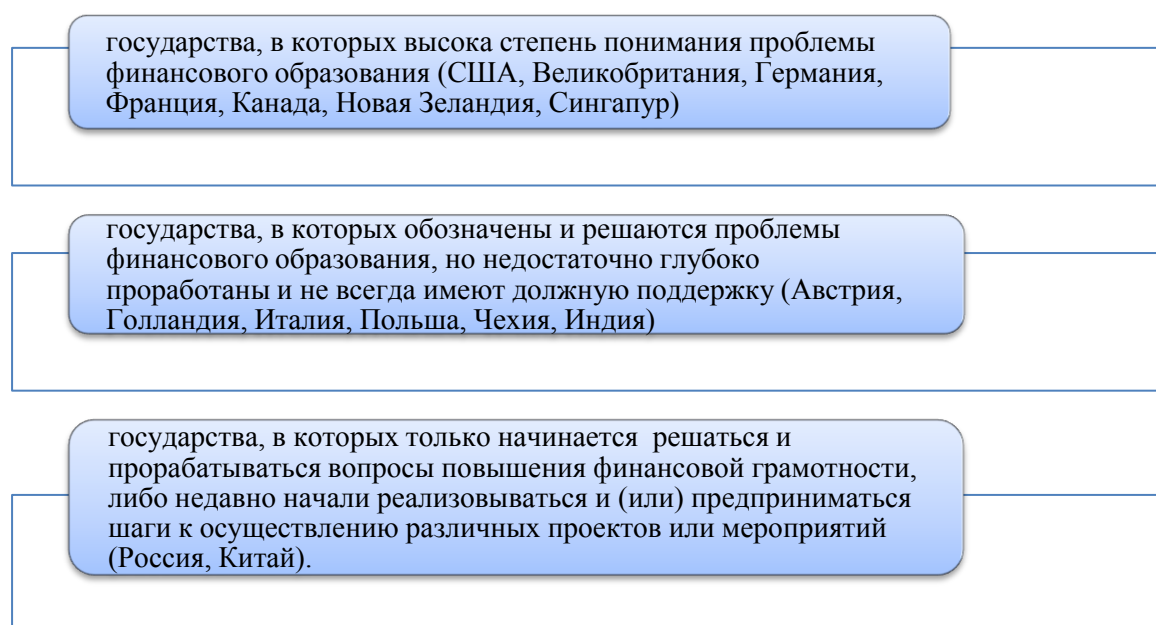 государства, в которых высока степень понимания проблемы
финансового образования (США, Великобритания, Германия,
Франция, Канада, Новая Зеландия, Сингапур)
государства, в которых обозначены и решаются проблемы
финансового образования, но недостаточно глубоко
проработаны и не всегда имеют должную поддержку (Австрия,
Голландия, Италия, Польша, Чехия, Индия)
государства, в которых только начинается  решаться и
прорабатываться вопросы повышения финансовой грамотности,
либо недавно начали реализовываться и (или) предприниматься
шаги к осуществлению различных проектов или мероприятий
(Россия, Китай).